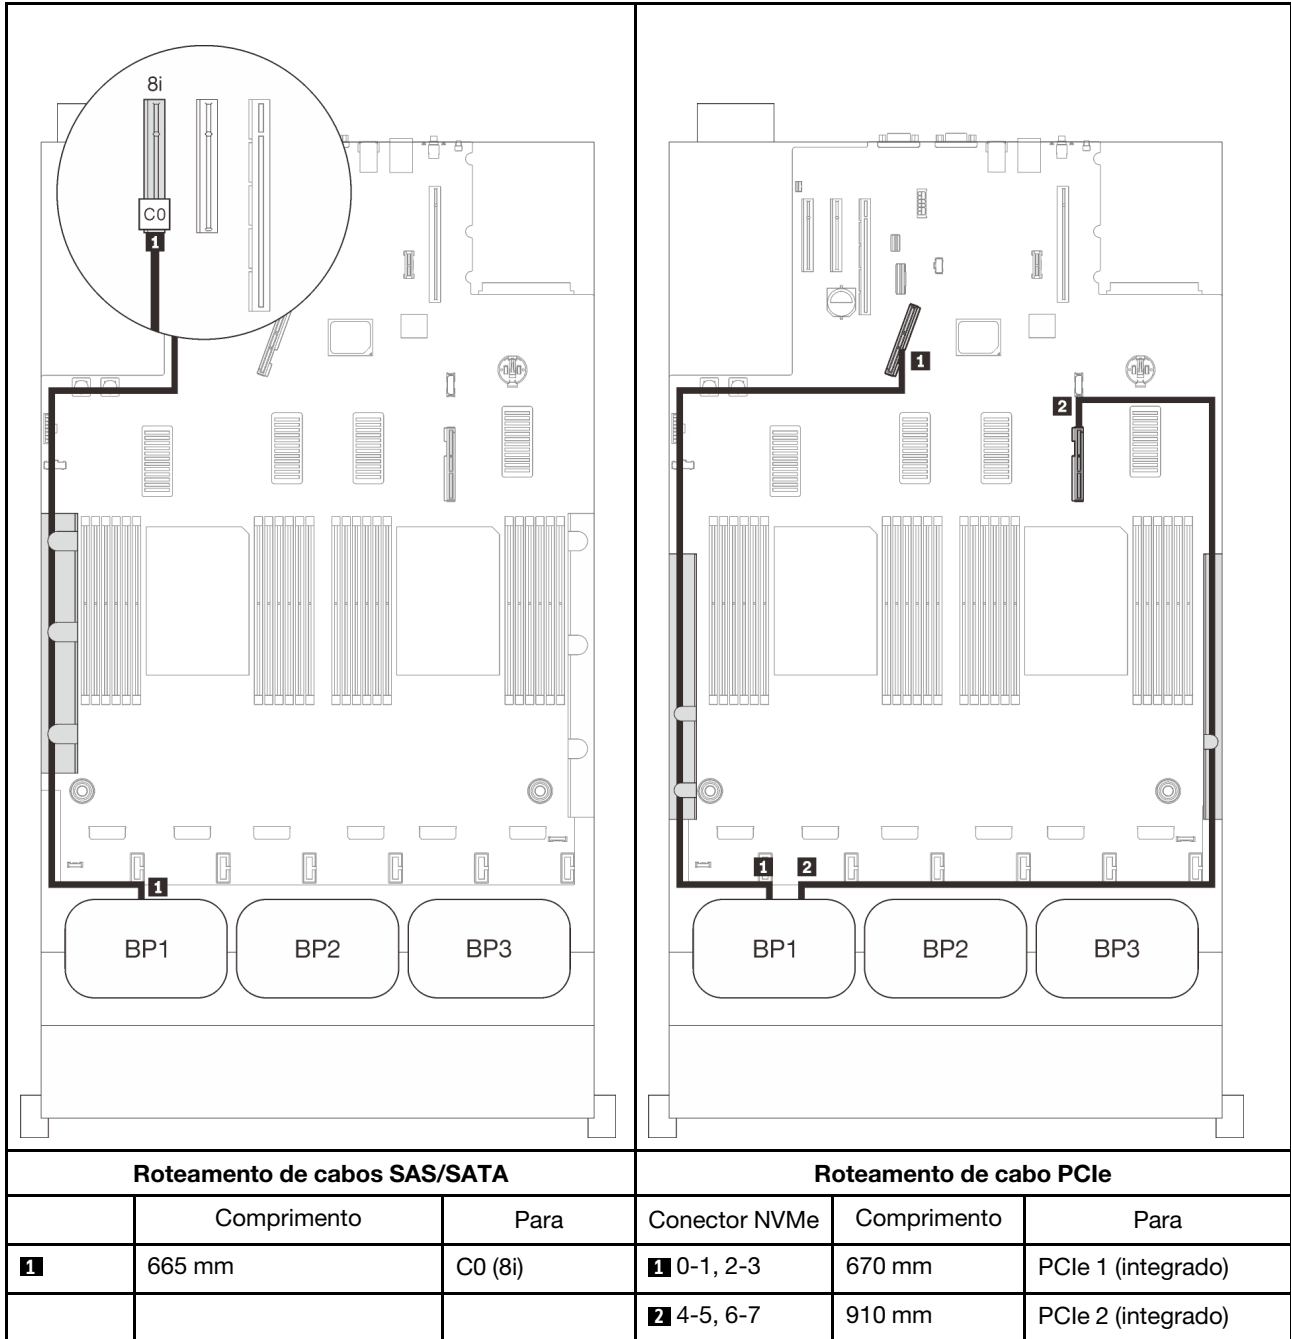 8i
C0
1
1
BP1 BP2 BP3
1
2
1 2
BP1 BP2 BP3
Roteamento de cabos SAS/SATA
Roteamento de cabo PCIe
Comprimento Para Conector NVMe Comprimento Para
1 665 mm C0 (8i) 1 0-1, 2-3 670 mm PCIe 1 (integrado)
2 4-5, 6-7 910 mm PCIe 2 (integrado)